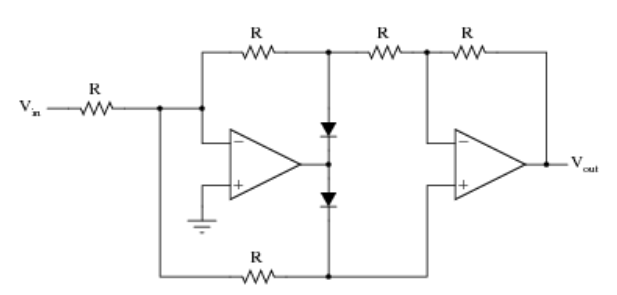 R R R
R
V_in
− −
+ +
V_out
R